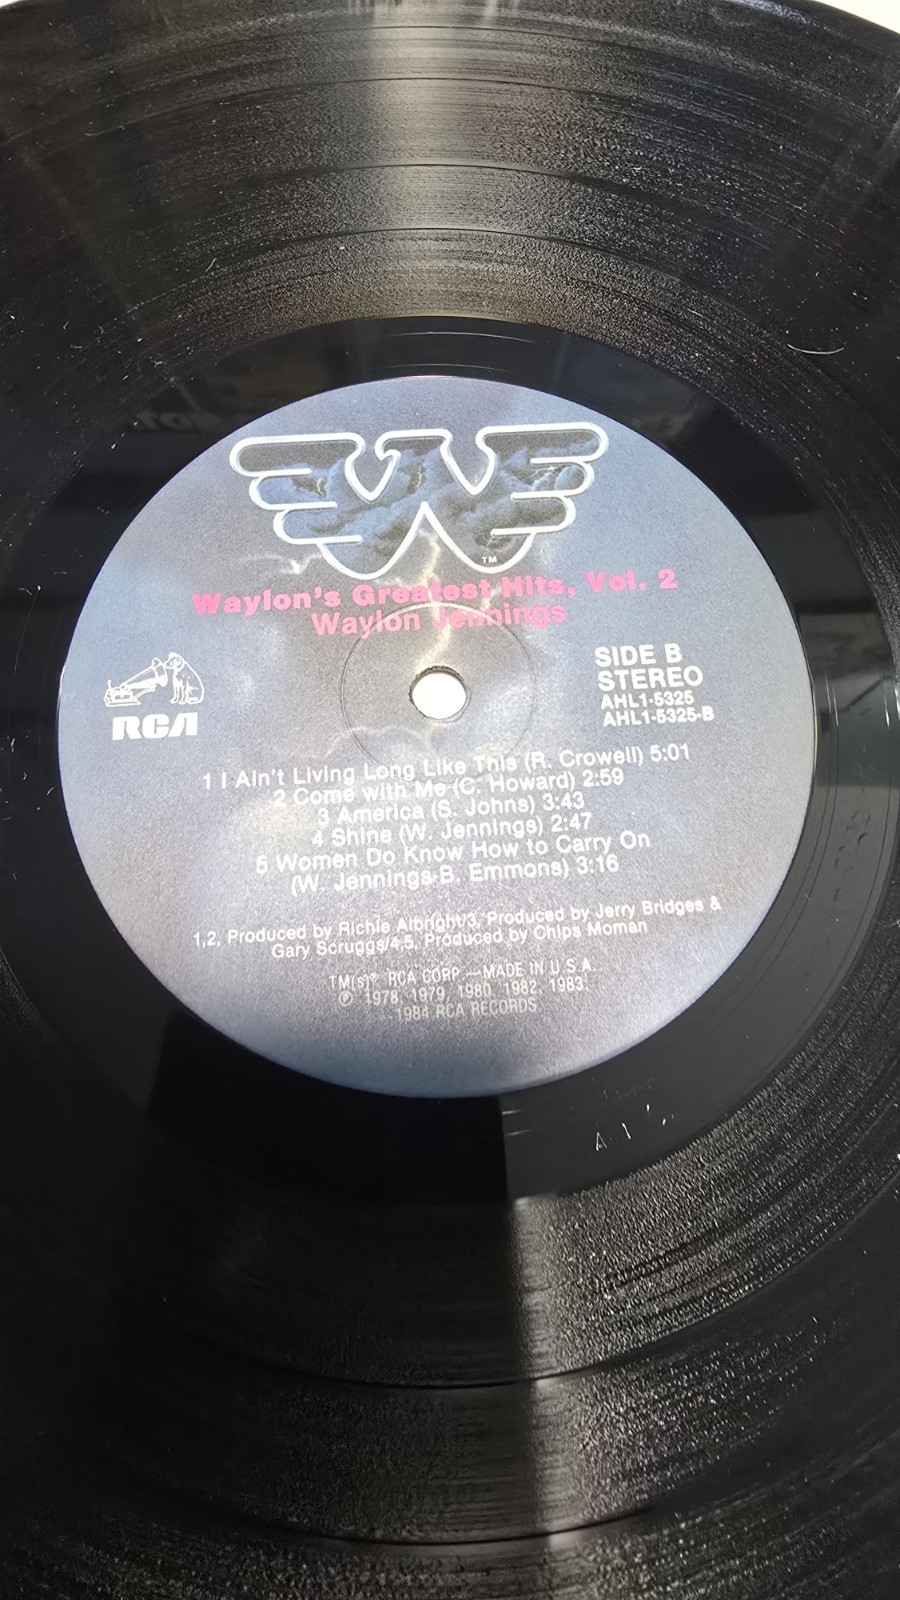 TM
Waylon's Greatest Hits, Vol. 2
Waylon Jennings
SIDE B
STEREO
AHL1-5325
AHL1-5325-B
RCA
1 I Ain't Living Long Like This (R. Crowell) 5:01
2 Come with Me (C. Howard) 2:59
3 America (S. Johns) 3:43
4 Shine (W. Jennings) 2:47
5 Women Do Know How to Carry On
(W. Jennings-B. Emmons) 3:16
1,2, Produced by Richie Albright/3, Produced by Jerry Bridges &
Gary Scruggs/4,5, Produced by Chips Moman
TM(s)® RCA CORP.—MADE IN U.S.A.
℗ 1978, 1979, 1980, 1982, 1983,
1984 RCA RECORDS